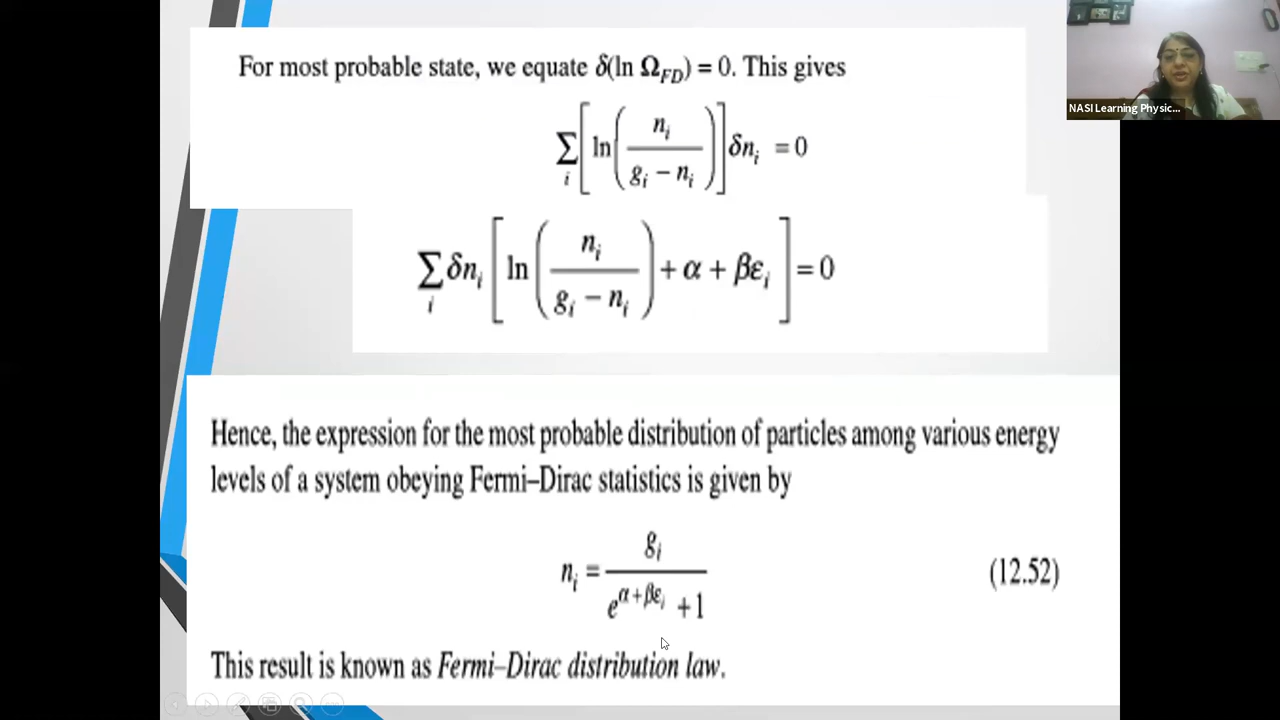 For most probable state, we equate δ(ln Ω_FD) = 0. This gives
∑_i [ln(n_i / (g_i − n_i))] δn_i = 0
∑_i δn_i [ln(n_i / (g_i − n_i)) + α + βε_i] = 0
Hence, the expression for the most probable distribution of particles among various energy
levels of a system obeying Fermi–Dirac statistics is given by
n_i = g_i / (e^(α+βε_i) + 1) (12.52)
This result is known as Fermi–Dirac distribution law.
NASI Learning Physic...